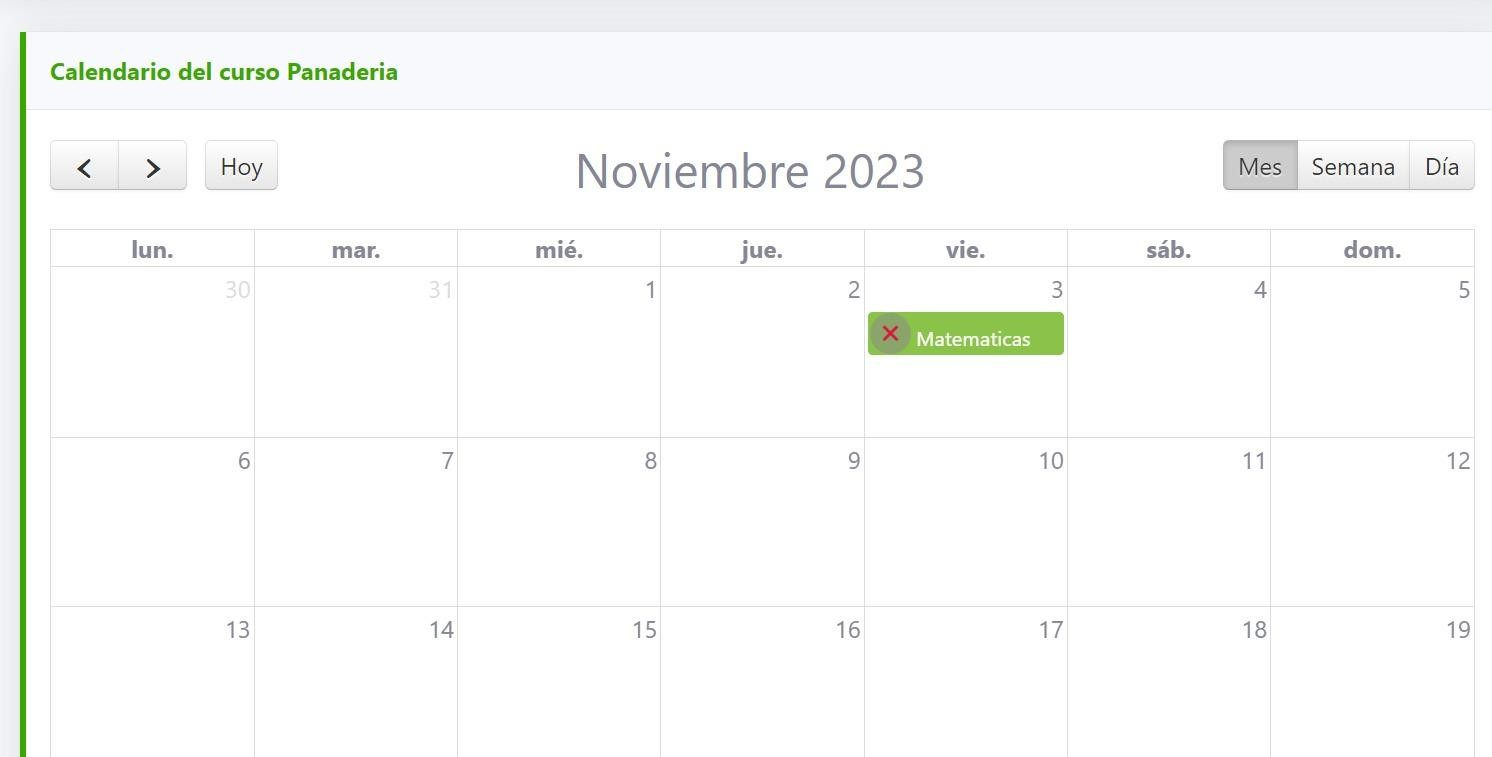 Calendario del curso Panaderia
Hoy Noviembre 2023 Mes Semana Día
lun. mar. mié. jue. vie. sáb. dom.
30 31 1 2 3 4 5
Matematicas
6 7 8 9 10 11 12
13 14 15 16 17 18 19